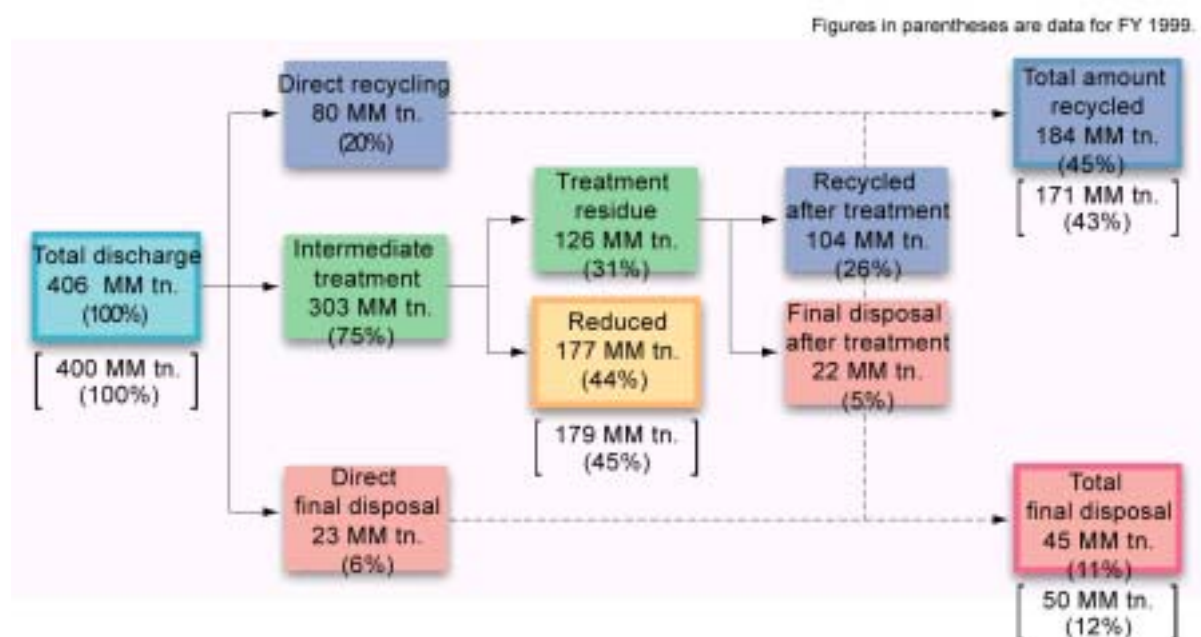 Figures in parentheses are data for FY 1999.
Direct recycling
80 MM tn.
(20%)
Total amount
recycled
184 MM tn.
(45%)
[171 MM tn.
(43%)]
Treatment
residue
126 MM tn.
(31%)
Recycled
after treatment
104 MM tn.
(26%)
Total discharge
406 MM tn.
(100%)
[400 MM tn.
(100%)]
Intermediate
treatment
303 MM tn.
(75%)
Reduced
177 MM tn.
(44%)
[179 MM tn.
(45%)]
Final disposal
after treatment
22 MM tn.
(5%)
Direct
final disposal
23 MM tn.
(6%)
Total
final disposal
45 MM tn.
(11%)
[50 MM tn.
(12%)]